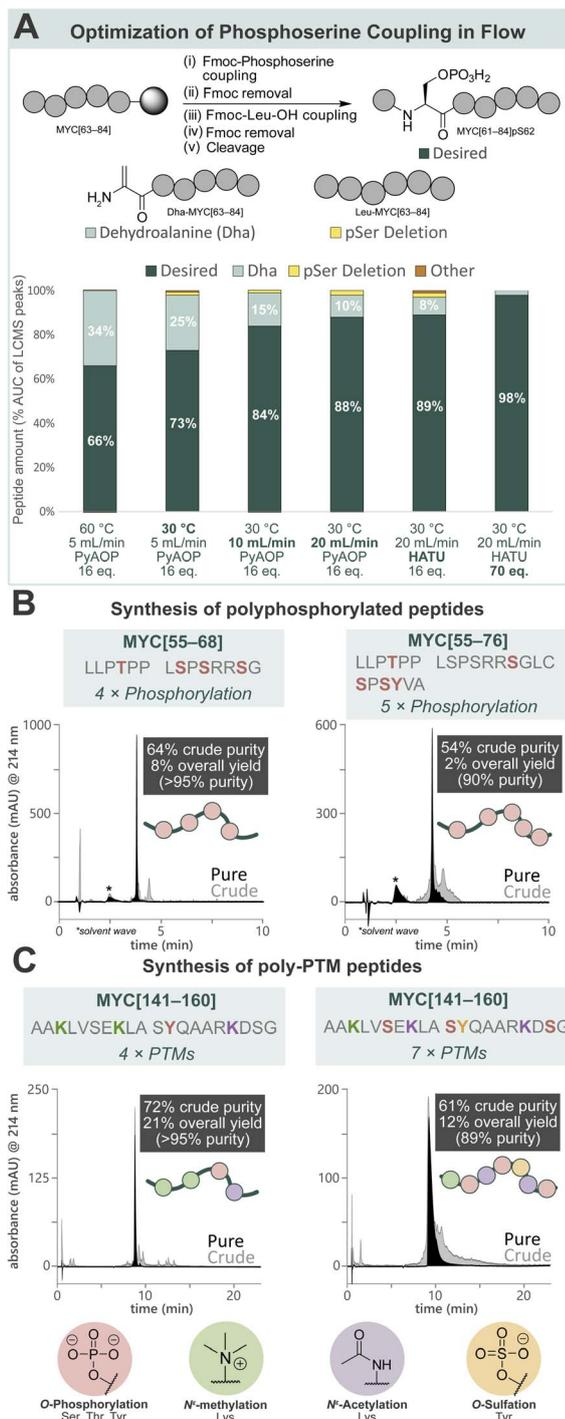 A
Optimization of Phosphoserine Coupling in Flow
MYC[63–84]
(i) Fmoc-Phosphoserine
coupling
(ii) Fmoc removal
(iii) Fmoc-Leu-OH coupling
(iv) Fmoc removal
(v) Cleavage
OPO₃H₂
N
H
O
MYC[61–84]pS62
Desired
H₂N
O
Dha-MYC[63–84]
Dehydroalanine (Dha)
Leu-MYC[63–84]
pSer Deletion
Desired Dha pSer Deletion Other
Peptide amount (% AUC of LCMS peaks)
100%
80%
60%
40%
20%
0%
34% 25% 15% 10% 8%
66% 73% 84% 88% 89% 98%
60 °C 30 °C 30 °C 30 °C 30 °C 30 °C
5 mL/min 5 mL/min 10 mL/min 20 mL/min 20 mL/min 20 mL/min
PyAOP PyAOP PyAOP PyAOP HATU HATU
16 eq. 16 eq. 16 eq. 16 eq. 16 eq. 70 eq.
B
Synthesis of polyphosphorylated peptides
MYC[55–68]
LLPTPP LSPSRRSG
4 × Phosphorylation
MYC[55–76]
LLPTPP LSPSRRSGLC
SPSYVA
5 × Phosphorylation
absorbance (mAU) @ 214 nm
1000
500
0
64% crude purity
8% overall yield
(>95% purity)
Pure
Crude
*
0 5 10
*solvent wave
time (min)
600
300
0
54% crude purity
2% overall yield
(90% purity)
Pure
Crude
*
0 5 10
*solvent wave
time (min)
C
Synthesis of poly-PTM peptides
MYC[141–160]
AAKLVSEKLA SYQAARKDSG
4 × PTMs
MYC[141–160]
AAKLVSEKLA SYQAARKDSG
7 × PTMs
absorbance (mAU) @ 214 nm
250
125
0
72% crude purity
21% overall yield
(>95% purity)
Pure
Crude
0 10 20
time (min)
200
100
0
61% crude purity
12% overall yield
(89% purity)
Pure
Crude
0 10 20
time (min)
O-Phosphorylation
Ser, Thr, Tyr
Nᵋ-methylation
Lys
Nᵋ-Acetylation
Lys
O-Sulfation
Tyr